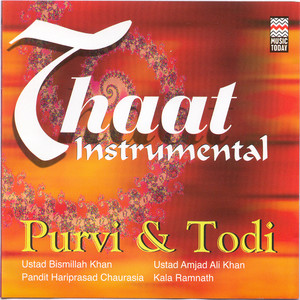 MUSIC
TODAY
Thaat
Instrumental
Purvi & Todi
Ustad Bismillah Khan Ustad Amjad Ali Khan
Pandit Hariprasad Chaurasia Kala Ramnath